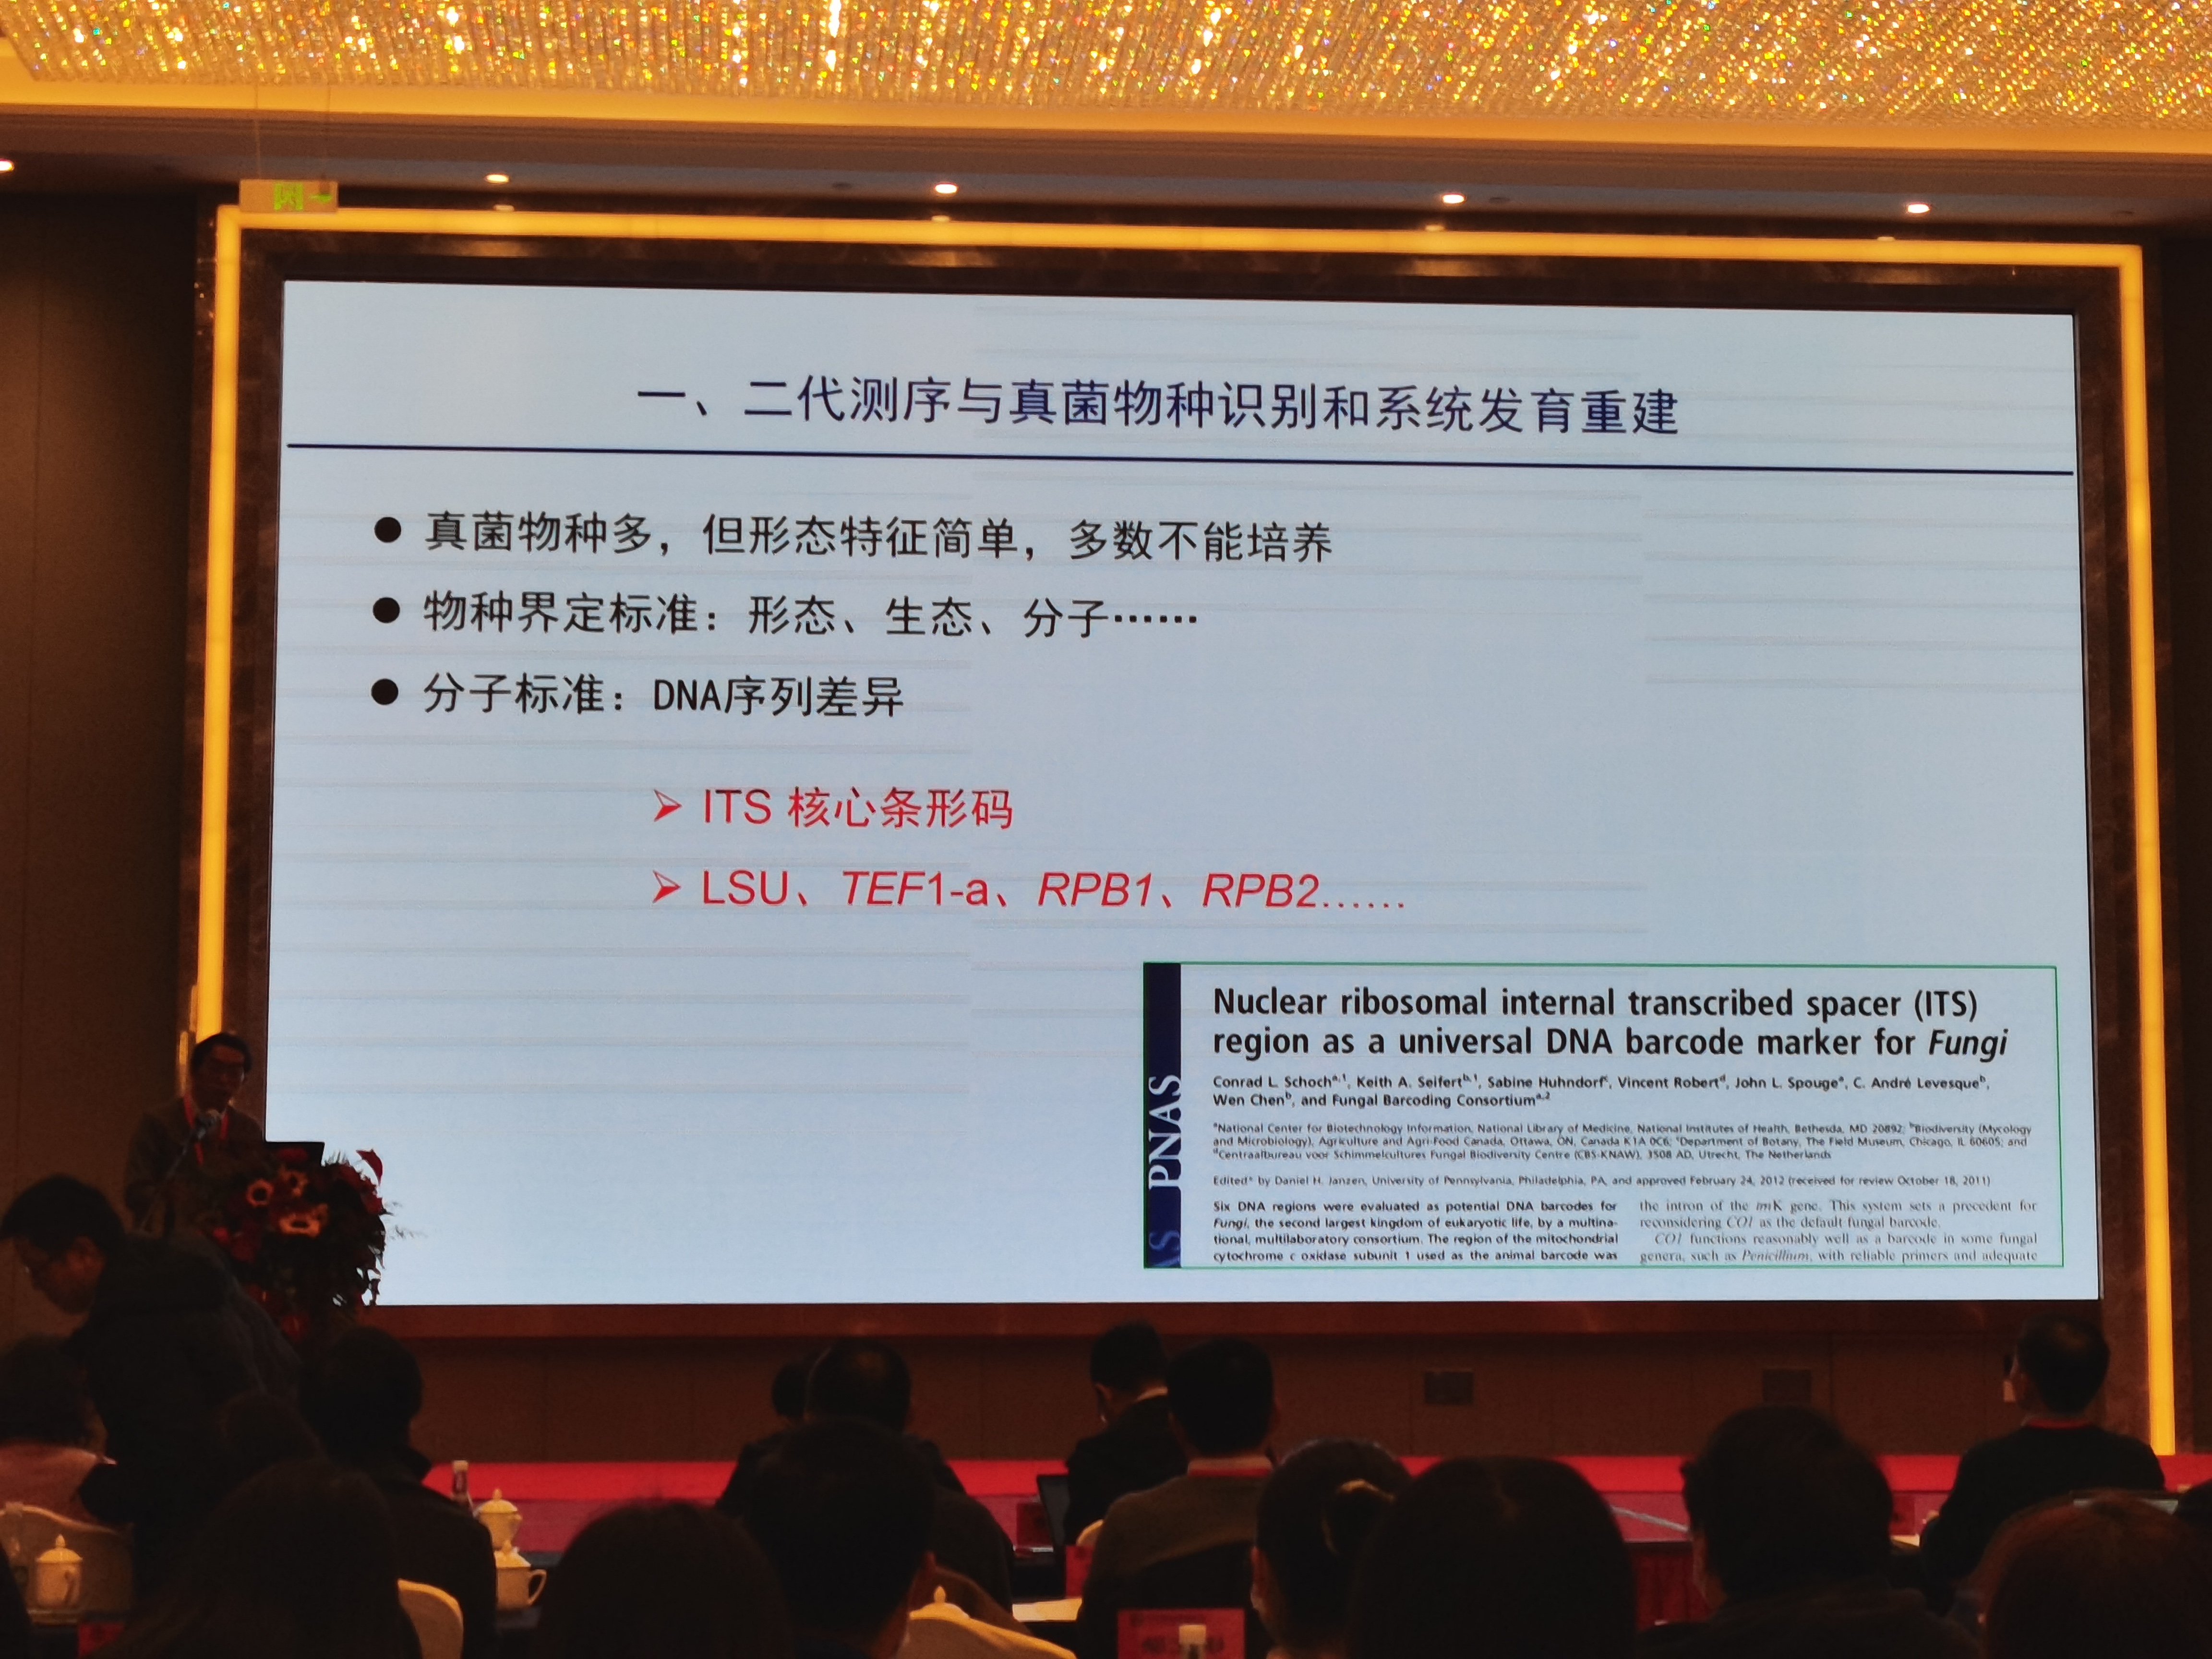 一、二代测序与真菌物种识别和系统发育重建
● 真菌物种多，但形态特征简单，多数不能培养
● 物种界定标准：形态、生态、分子……
● 分子标准：DNA序列差异
➢ ITS 核心条形码
➢ LSU、TEF1-a、RPB1、RPB2……
PNAS
Nuclear ribosomal internal transcribed spacer (ITS)
region as a universal DNA barcode marker for Fungi
Conrad L. Schoch^a,1, Keith A. Seifert^b,1, Sabine Huhndorf^c, Vincent Robert^d, John L. Spouge^a, C. André Levesque^b,
Wen Chen^b, and Fungal Barcoding Consortium^a,2
^aNational Center for Biotechnology Information, National Library of Medicine, National Institutes of Health, Bethesda, MD 20892; ^bBiodiversity (Mycology
and Microbiology), Agriculture and Agri-Food Canada, Ottawa, ON, Canada K1A 0C6; ^cDepartment of Botany, The Field Museum, Chicago, IL 60605; and
^dCentraalbureau voor Schimmelcultures Fungal Biodiversity Centre (CBS-KNAW), 3508 AD, Utrecht, The Netherlands
Edited* by Daniel H. Janzen, University of Pennsylvania, Philadelphia, PA, and approved February 24, 2012 (received for review October 18, 2011)
Six DNA regions were evaluated as potential DNA barcodes for
Fungi, the second largest kingdom of eukaryotic life, by a multina-
tional, multilaboratory consortium. The region of the mitochondrial
cytochrome c oxidase subunit 1 used as the animal barcode was
the intron of the trnK gene. This system sets a precedent for
reconsidering CO1 as the default fungal barcode.
CO1 functions reasonably well as a barcode in some fungal
genera, such as Penicillium, with reliable primers and adequate